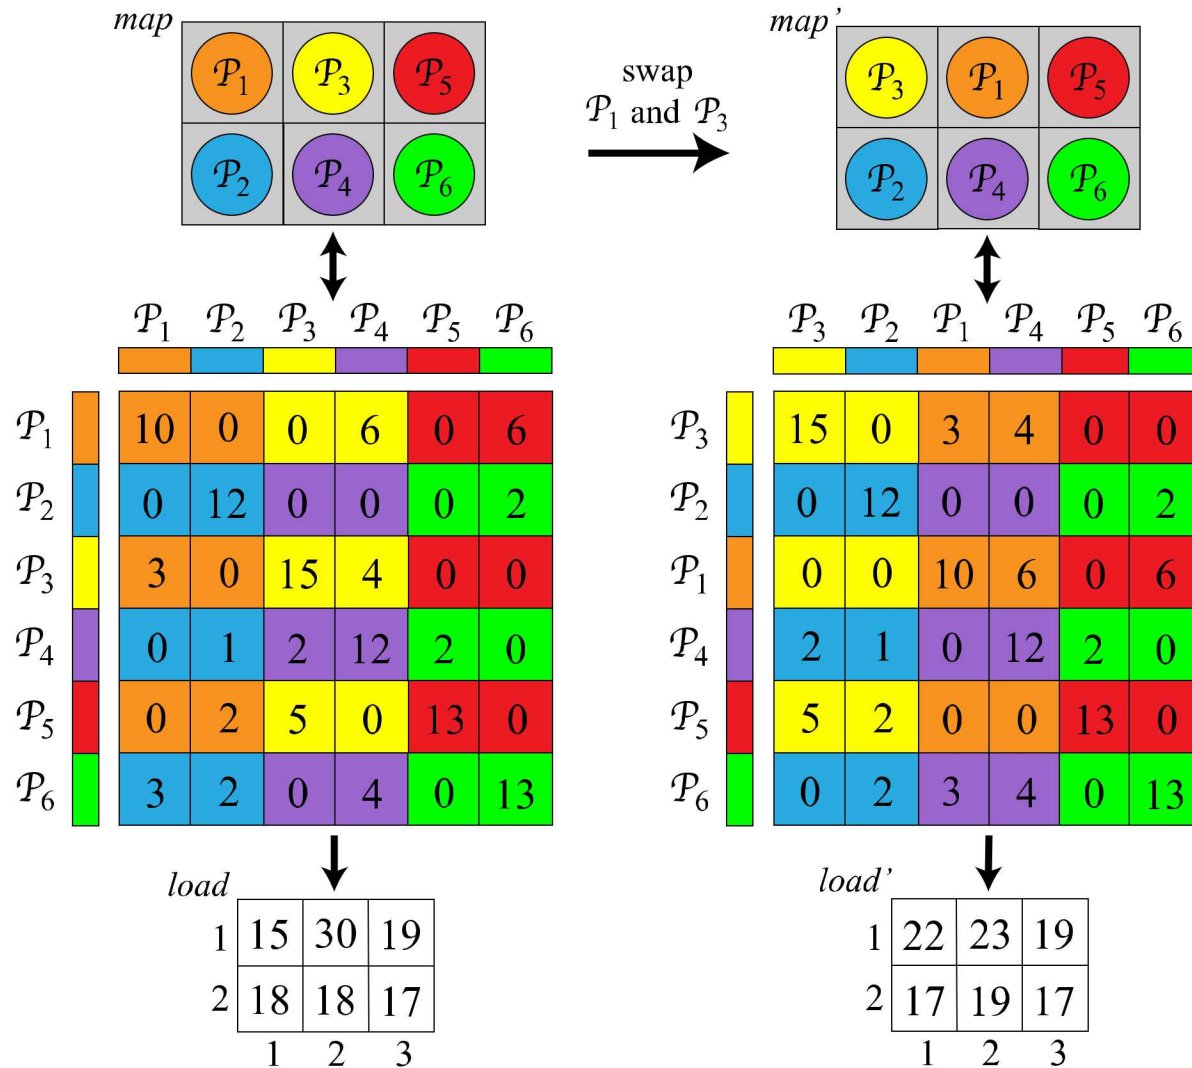 map
P1 P3 P5
P2 P4 P6
swap
P1 and P3
map’
P3 P1 P5
P2 P4 P6
P1 P2 P3 P4 P5 P6
P1 10 0 0 6 0 6
P2 0 12 0 0 0 2
P3 3 0 15 4 0 0
P4 0 1 2 12 2 0
P5 0 2 5 0 13 0
P6 3 2 0 4 0 13
load
1 15 30 19
2 18 18 17
1 2 3
P3 P2 P1 P4 P5 P6
P3 15 0 3 4 0 0
P2 0 12 0 0 0 2
P1 0 0 10 6 0 6
P4 2 1 0 12 2 0
P5 5 2 0 0 13 0
P6 0 2 3 4 0 13
load’
1 22 23 19
2 17 19 17
1 2 3